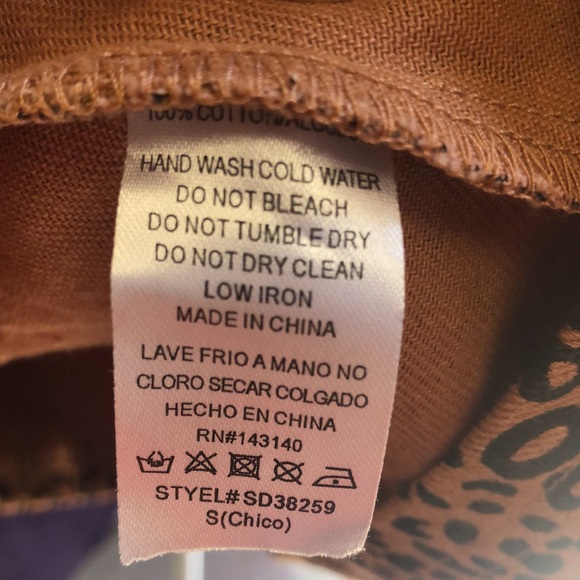 100% COTTON/ALGODO
HAND WASH COLD WATER
DO NOT BLEACH
DO NOT TUMBLE DRY
DO NOT DRY CLEAN
LOW IRON
MADE IN CHINA
LAVE FRIO A MANO NO
CLORO SECAR COLGADO
HECHO EN CHINA
RN#143140
STYEL# SD38259
S(Chico)